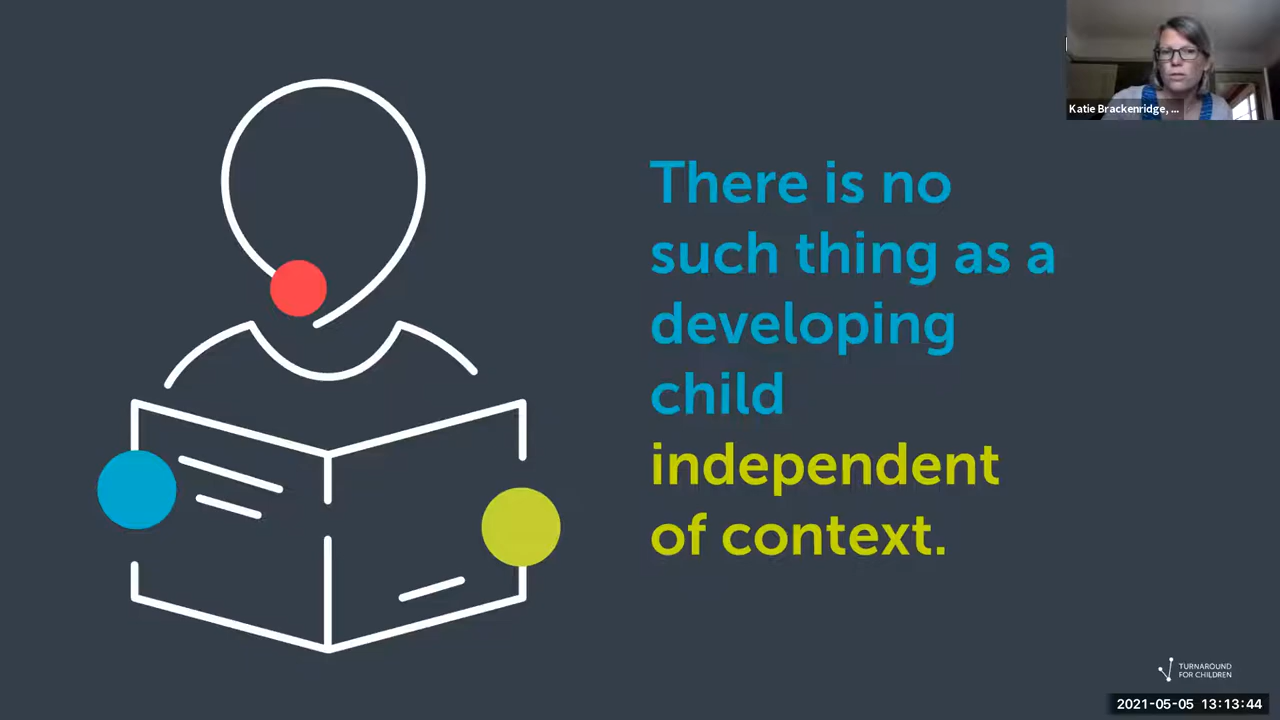 Katie Brackenridge, ...
There is no
such thing as a
developing
child
independent
of context.
TURNAROUND
FOR CHILDREN
2021-05-05 13:13:44